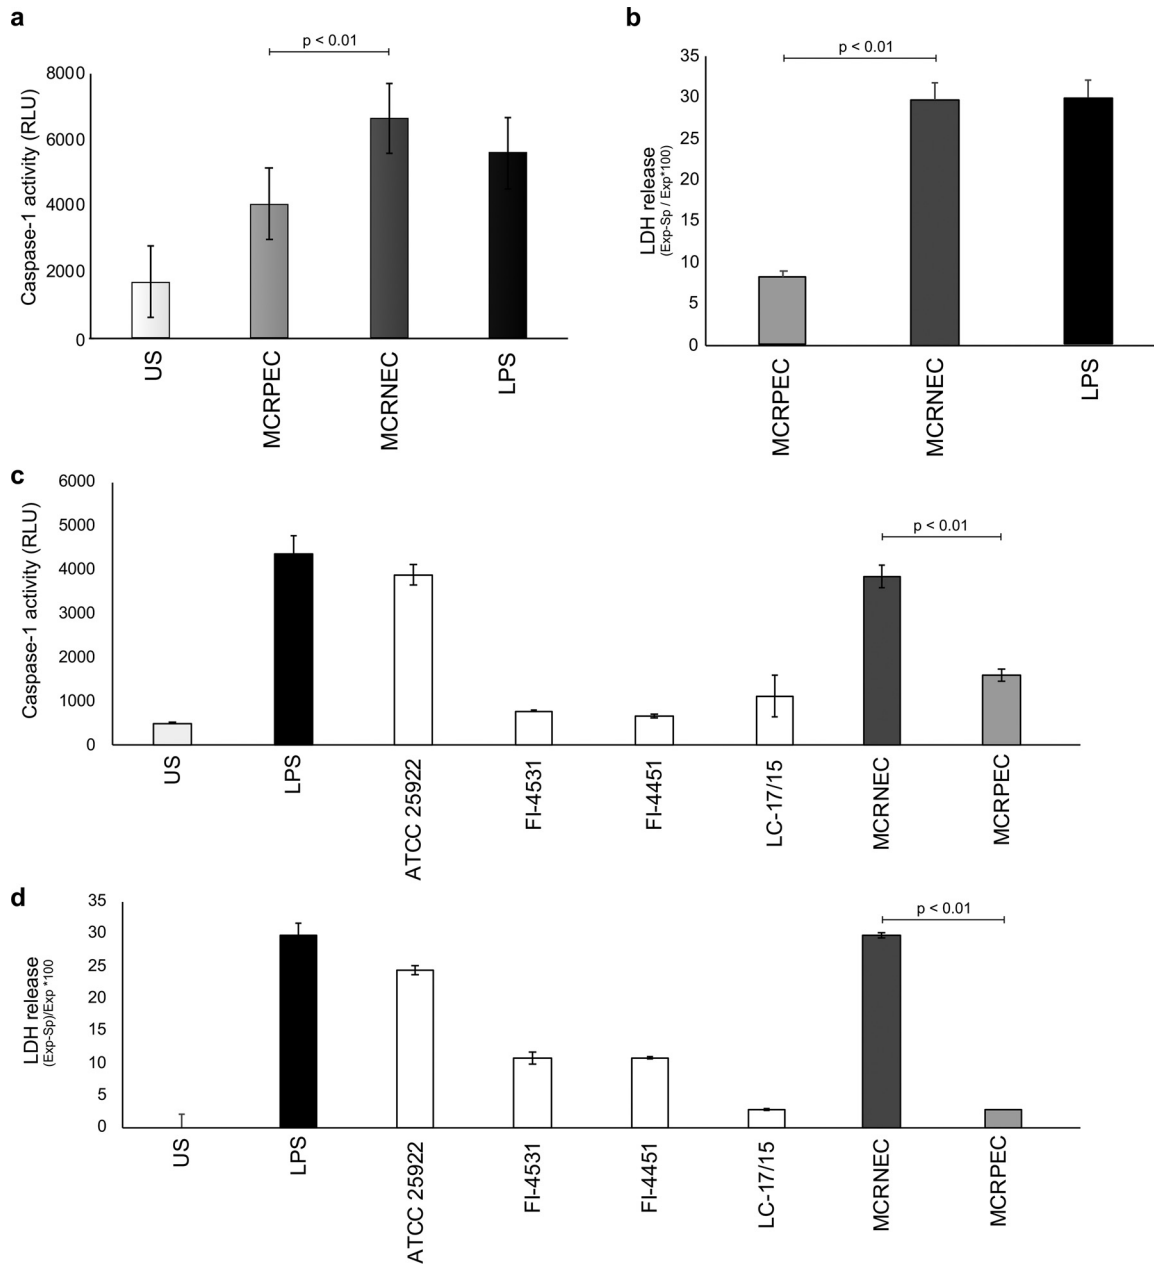 a
p < 0.01
Caspase-1 activity (RLU)
8000
6000
4000
2000
0
US
MCRPEC
MCRNEC
LPS
b
p < 0.01
LDH release
(Exp-Sp / Exp*100)
35
30
25
20
15
10
5
0
MCRPEC
MCRNEC
LPS
c
Caspase-1 activity (RLU)
6000
5000
4000
3000
2000
1000
0
p < 0.01
US
LPS
ATCC 25922
FI-4531
FI-4451
LC-17/15
MCRNEC
MCRPEC
d
LDH release
(Exp-Sp)/Exp *100
35
30
25
20
15
10
5
0
p < 0.01
US
LPS
ATCC 25922
FI-4531
FI-4451
LC-17/15
MCRNEC
MCRPEC